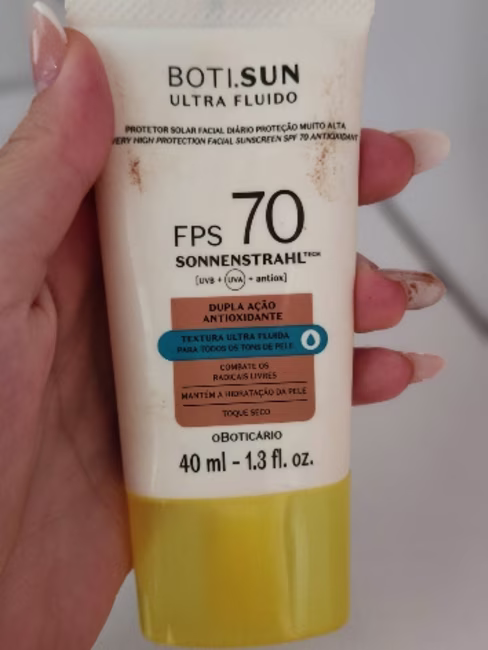 BOTI.SUN
ULTRA FLUIDO
PROTETOR SOLAR FACIAL DIÁRIO PROTEÇÃO MUITO ALTA
VERY HIGH PROTECTION FACIAL SUNSCREEN SPF 70 ANTIOXIDANT
FPS 70
SONNENSTRAHL TECH
[UVB + UVA + antiox]
DUPLA AÇÃO
ANTIOXIDANTE
TEXTURA ULTRA FLUIDA
PARA TODOS OS TONS DE PELE
COMBATE OS
RADICAIS LIVRES
MANTÉM A HIDRATAÇÃO DA PELE
TOQUE SECO
oBOTICÁRIO
40 ml - 1.3 fl. oz.